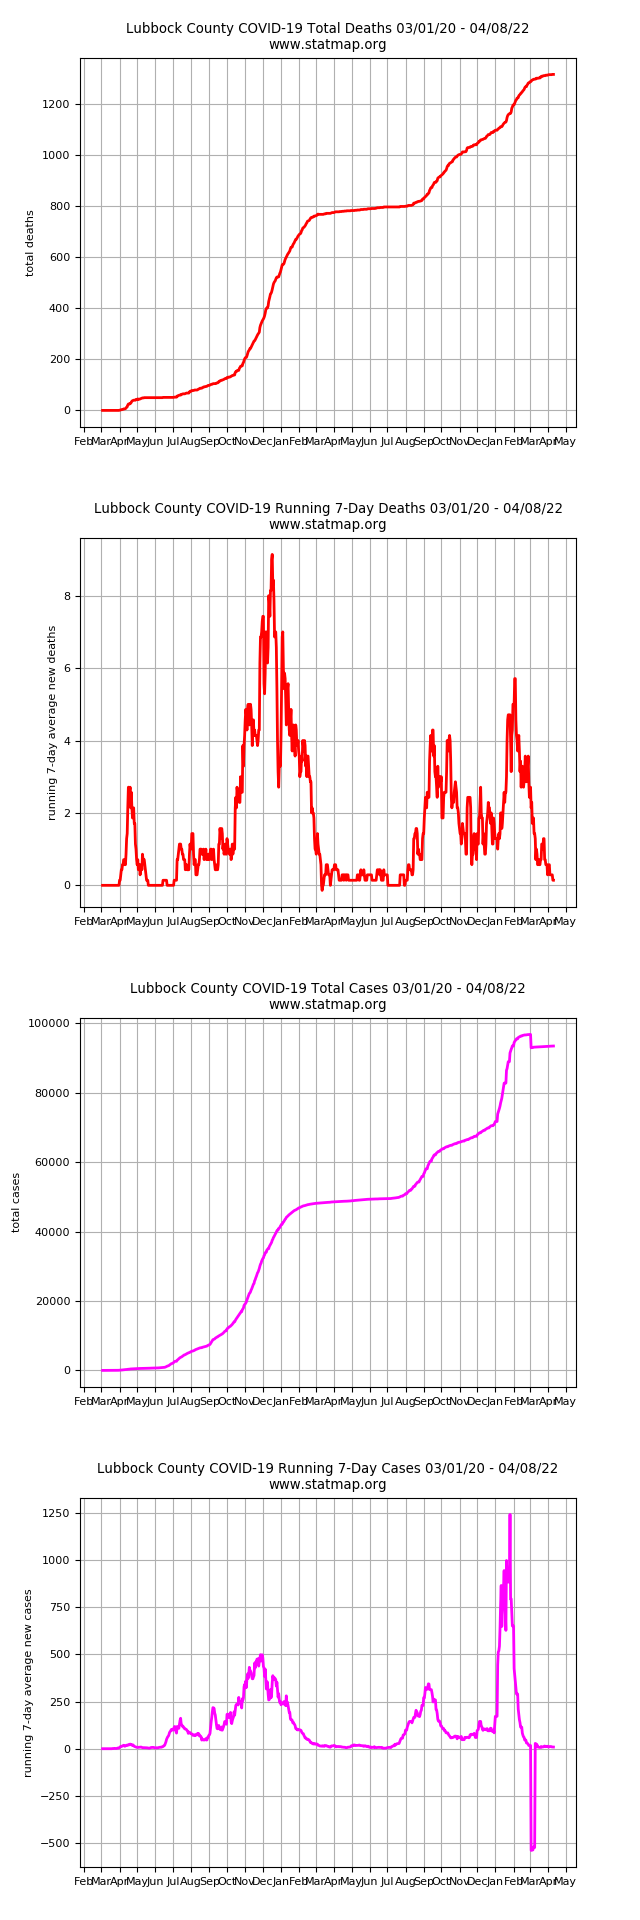 Lubbock County COVID-19 Total Deaths 03/01/20 - 04/08/22
www.statmap.org
1200
1000
800
600
400
200
0
total deaths
Feb Mar Apr May Jun Jul Aug Sep Oct Nov Dec Jan Feb Mar Apr May Jun Jul Aug Sep Oct Nov Dec Jan Feb Mar Apr May
Lubbock County COVID-19 Running 7-Day Deaths 03/01/20 - 04/08/22
www.statmap.org
8
6
4
2
0
running 7-day average new deaths
Feb Mar Apr May Jun Jul Aug Sep Oct Nov Dec Jan Feb Mar Apr May Jun Jul Aug Sep Oct Nov Dec Jan Feb Mar Apr May
Lubbock County COVID-19 Total Cases 03/01/20 - 04/08/22
www.statmap.org
100000
80000
60000
40000
20000
0
total cases
Feb Mar Apr May Jun Jul Aug Sep Oct Nov Dec Jan Feb Mar Apr May Jun Jul Aug Sep Oct Nov Dec Jan Feb Mar Apr May
Lubbock County COVID-19 Running 7-Day Cases 03/01/20 - 04/08/22
www.statmap.org
1250
1000
750
500
250
0
−250
−500
running 7-day average new cases
Feb Mar Apr May Jun Jul Aug Sep Oct Nov Dec Jan Feb Mar Apr May Jun Jul Aug Sep Oct Nov Dec Jan Feb Mar Apr May